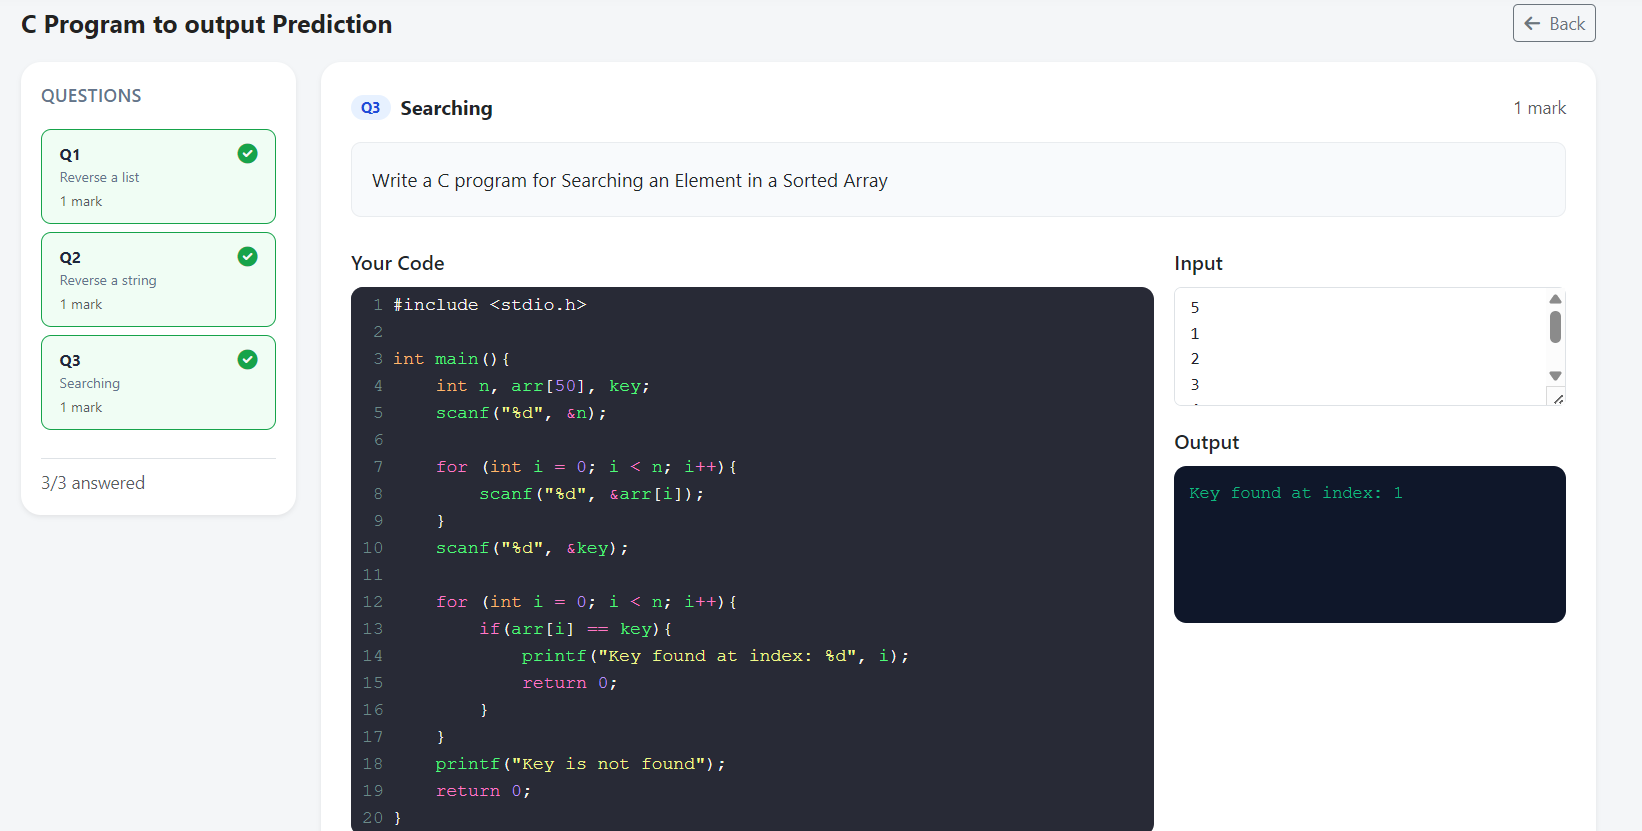 C Program to output Prediction
← Back
QUESTIONS
Q1
Reverse a list
1 mark
Q2
Reverse a string
1 mark
Q3
Searching
1 mark
3/3 answered
Q3 Searching
1 mark
Write a C program for Searching an Element in a Sorted Array
Your Code
1 #include <stdio.h>
2
3 int main(){
4     int n, arr[50], key;
5     scanf("%d", &n);
6
7     for (int i = 0; i < n; i++){
8         scanf("%d", &arr[i]);
9     }
10     scanf("%d", &key);
11
12     for (int i = 0; i < n; i++){
13         if(arr[i] == key){
14             printf("Key found at index: %d", i);
15             return 0;
16         }
17     }
18     printf("Key is not found");
19     return 0;
20 }
Input
5
1
2
3
Output
Key found at index: 1